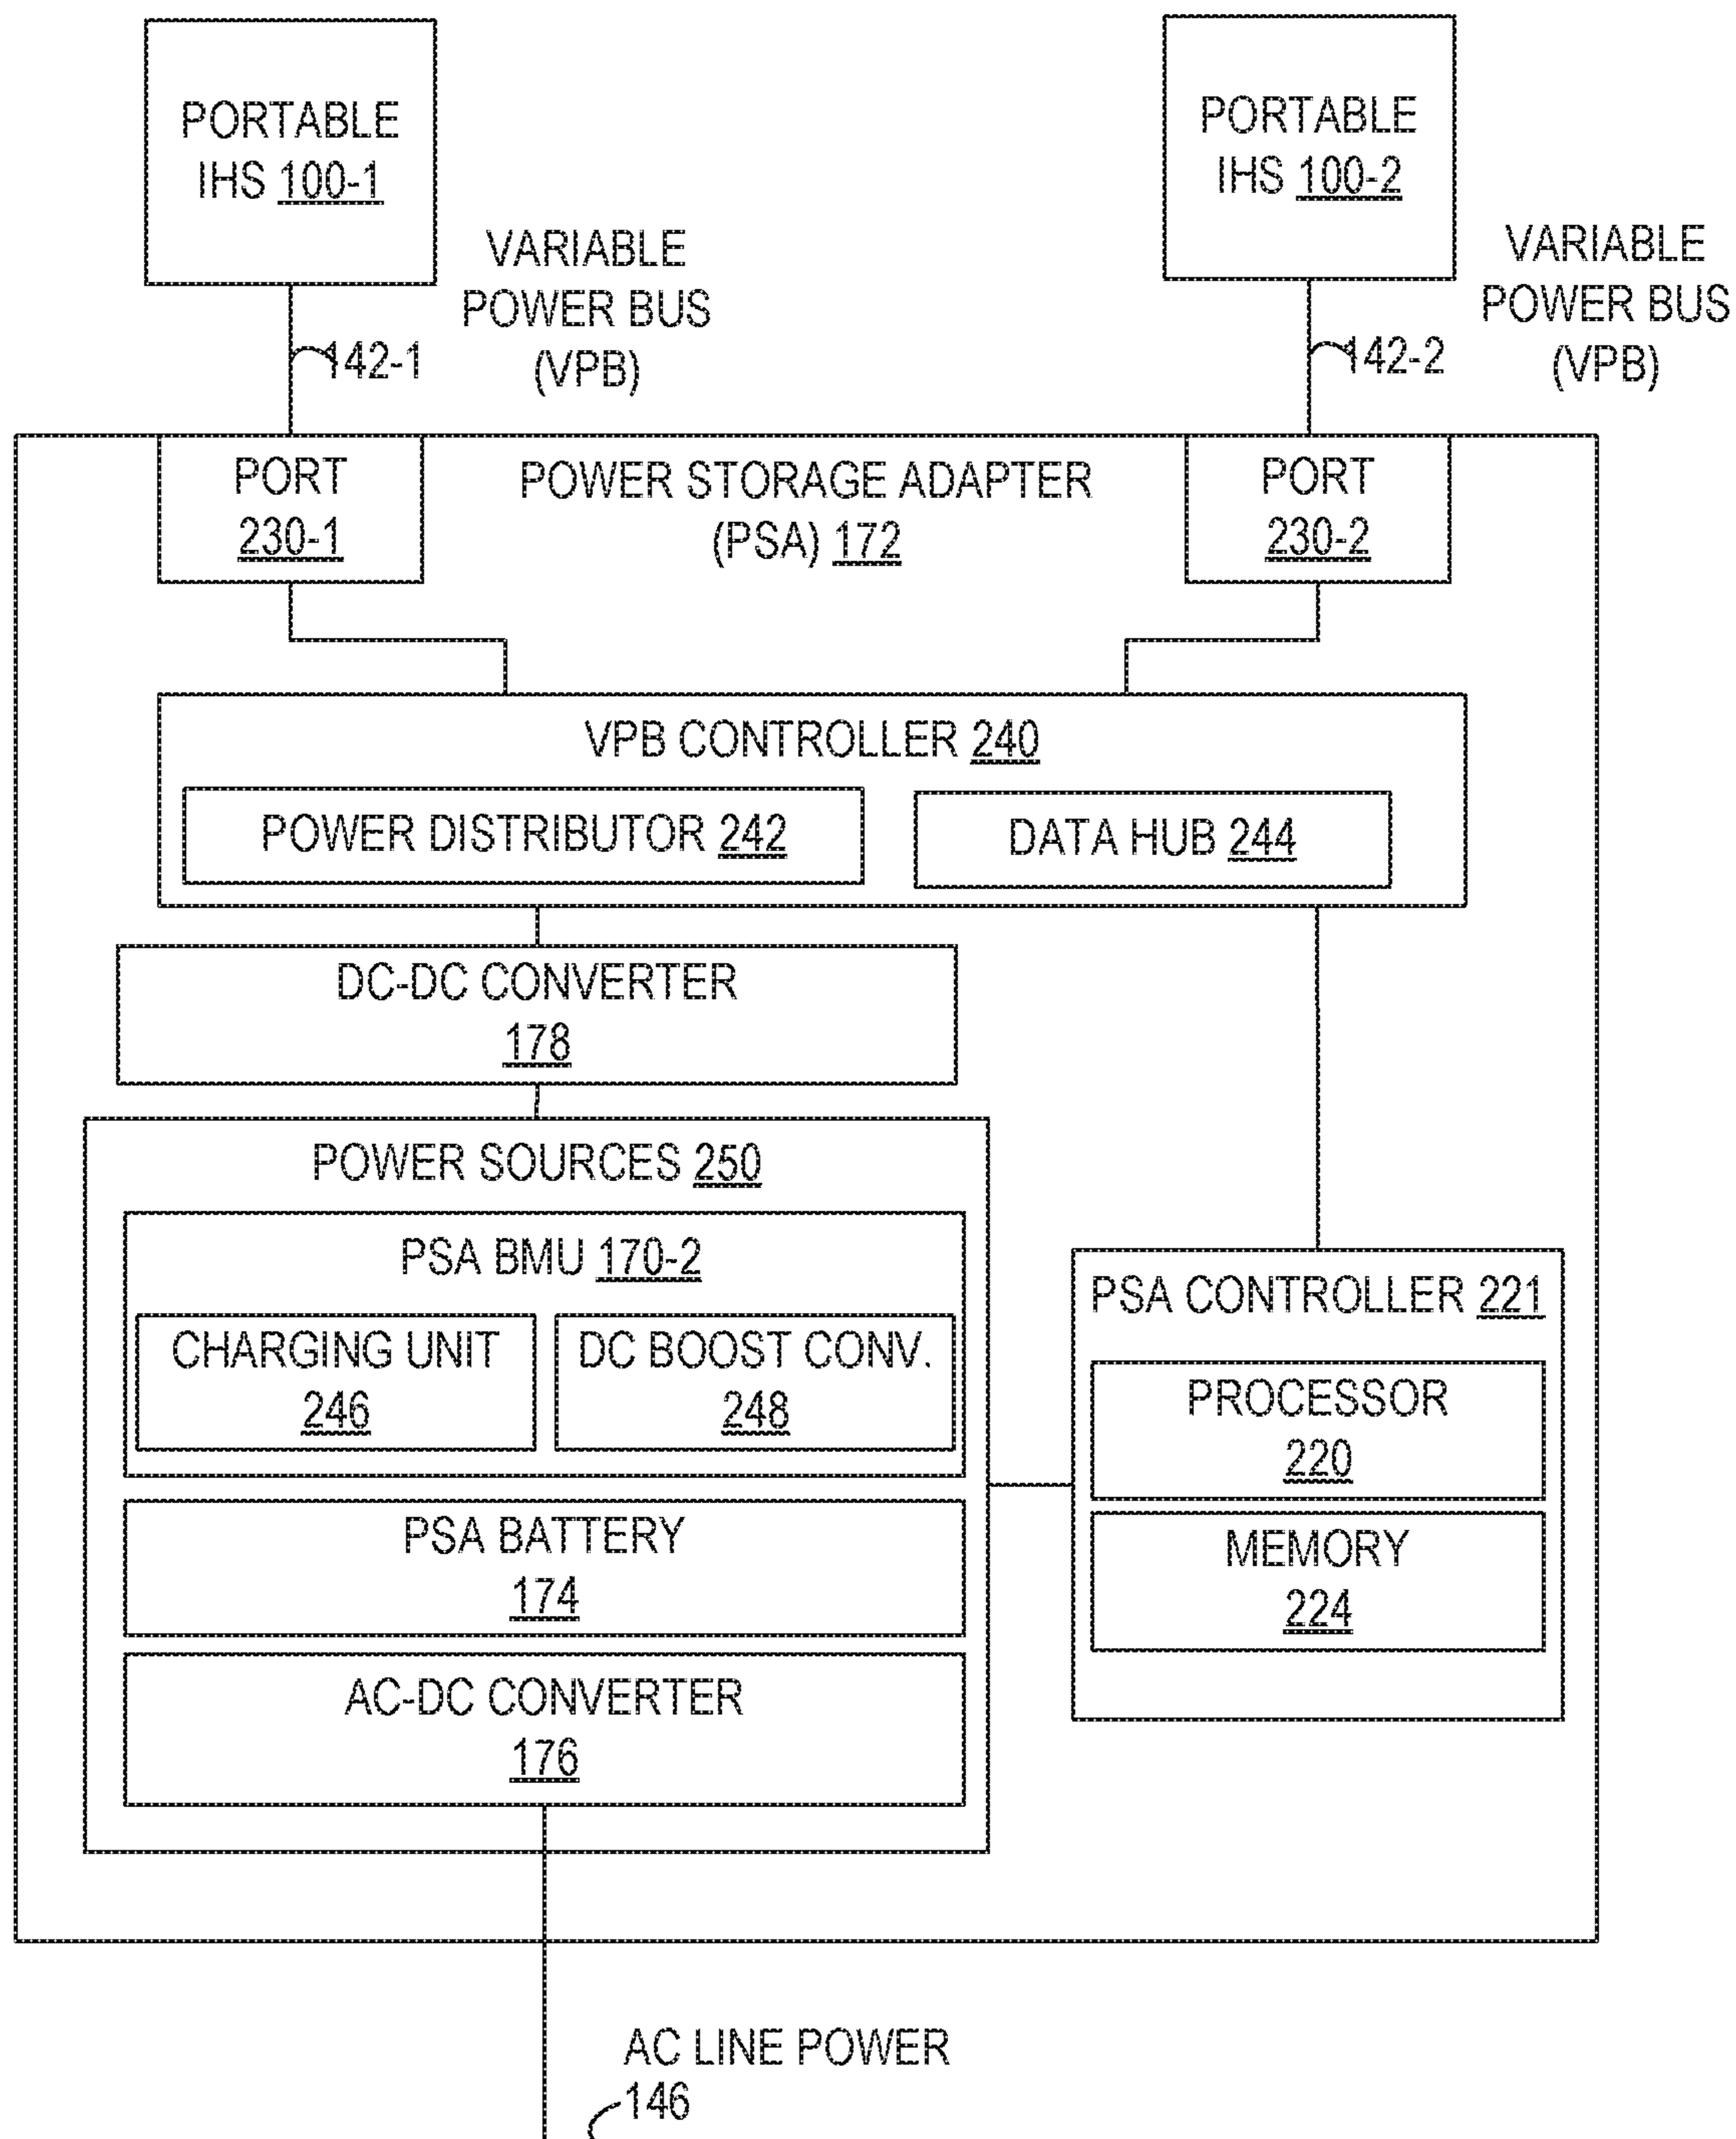 PORTABLE
IHS 100-1
PORTABLE
IHS 100-2
VARIABLE
POWER BUS
(VPB)
142-1
VARIABLE
POWER BUS
(VPB)
142-2
PORT
230-1
POWER STORAGE ADAPTER
(PSA) 172
PORT
230-2
VPB CONTROLLER 240
POWER DISTRIBUTOR 242
DATA HUB 244
DC-DC CONVERTER
178
POWER SOURCES 250
PSA BMU 170-2
CHARGING UNIT
246
DC BOOST CONV.
248
PSA BATTERY
174
AC-DC CONVERTER
176
PSA CONTROLLER 221
PROCESSOR
220
MEMORY
224
AC LINE POWER
146